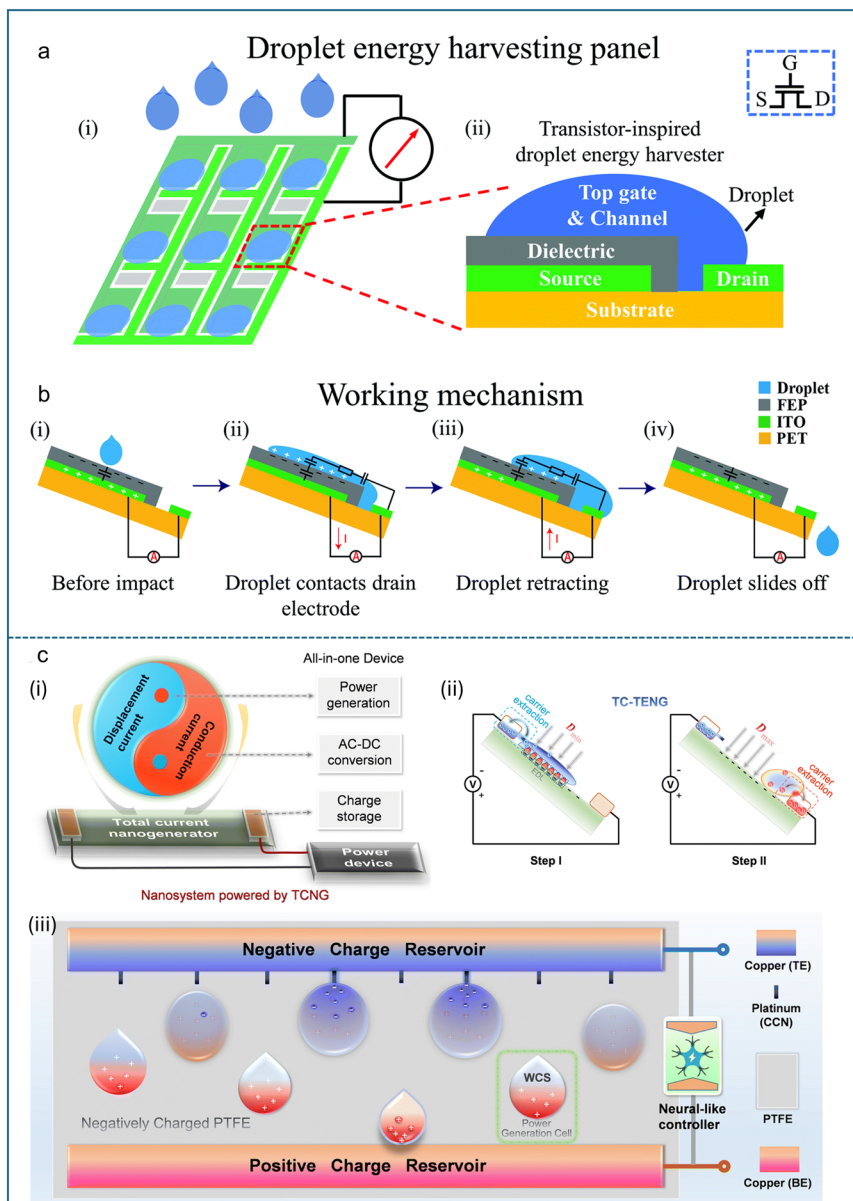 a
Droplet energy harvesting panel
G
S D
(i)
(ii)
Transistor-inspired
droplet energy harvester
Droplet
Top gate
& Channel
Dielectric
Source
Drain
Substrate
b
Working mechanism
Droplet
FEP
ITO
PET
(i)
(ii)
(iii)
(iv)
I
I
A
A
A
A
Before impact
Droplet contacts drain
electrode
Droplet retracting
Droplet slides off
c
(i)
All-in-one Device
Displacement
current
Conduction
current
Power
generation
AC-DC
conversion
Charge
storage
Total current
nanogenerator
Power
device
Nanosystem powered by TCNG
(ii)
TC-TENG
carrier
extraction
D min
EDL
V
- 
+
Step I
D max
carrier
extraction
V
-
+
Step II
(iii)
Negative Charge Reservoir
Negatively Charged PTFE
WCS
Power
Generation Cell
Positive Charge Reservoir
Neural-like
controller
Copper (TE)
Platinum
(CCN)
PTFE
Copper (BE)